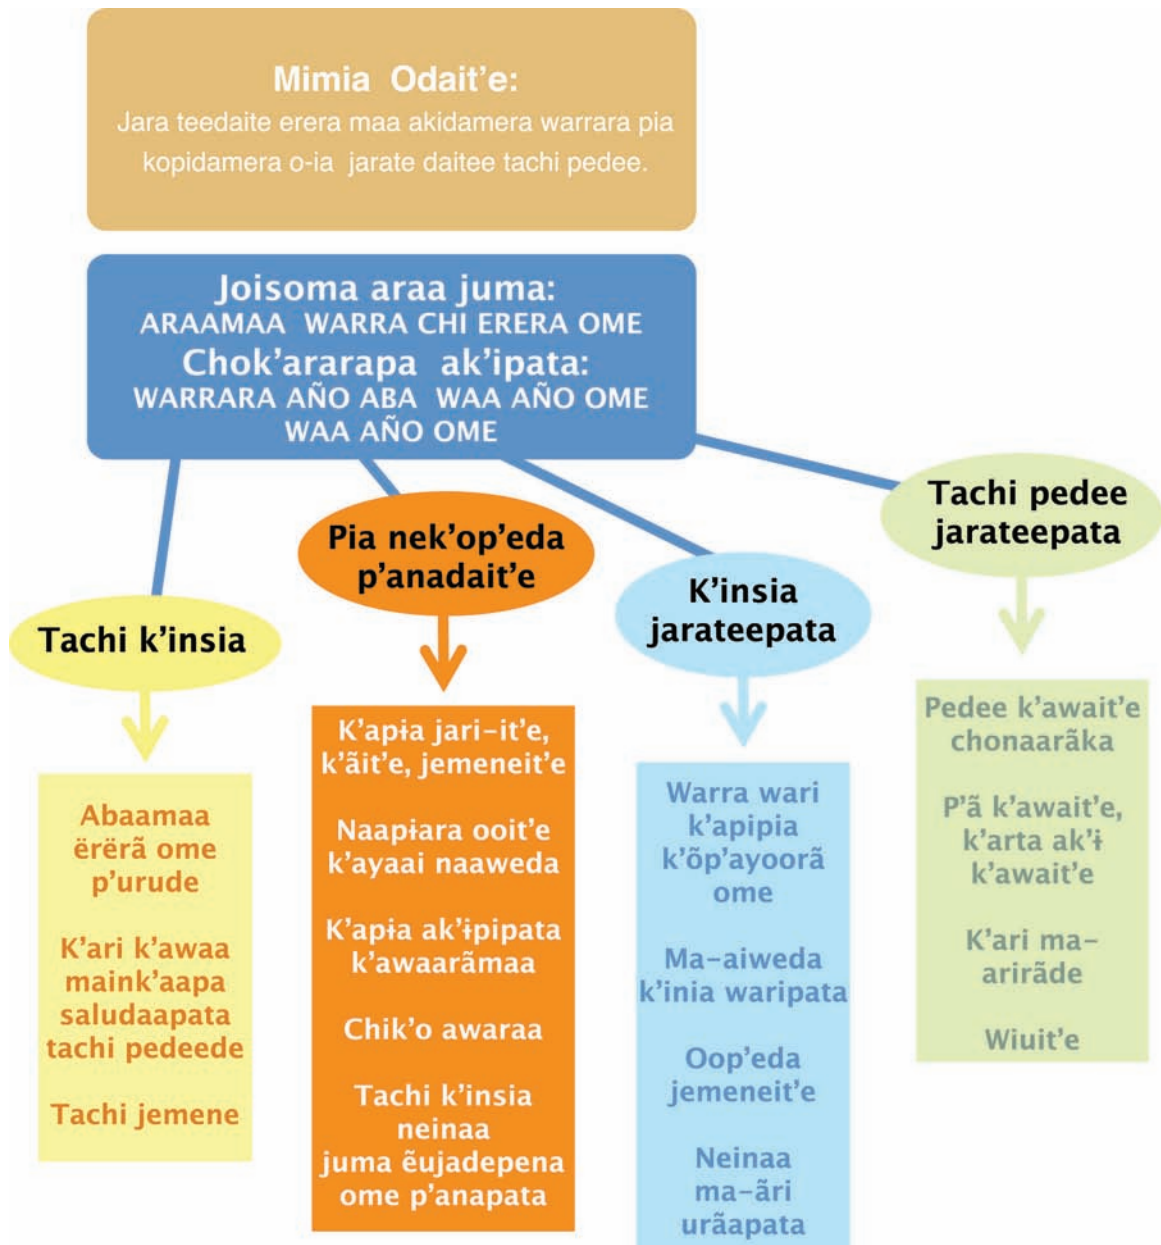 Mimia Odait'e:
Jara teedaite erera maa akidamera warrara pia
kopidamera o-ia jarate daitee tachi pedee.
Joisoma araa juma:
ARAAMAA WARRA CHI ERERA OME
Chok'ararapa ak'ipata:
WARRARA AÑO ABA WAA AÑO OME
WAA AÑO OME
Tachi k'insia
Abaamaa
ërërã ome
p'urude
K'ari k'awaa
maink'aapa
saludaapata
tachi pedeede
Tachi jemene
Pia nek'op'eda
p'anadait'e
K'apɨa jari-it'e,
k'ãit'e, jemeneit'e
Naapɨara ooit'e
k'ayaai naaweda
K'apɨa ak'ɨpipata
k'awaarãmaa
Chik'o awaraa
Tachi k'insia
neinaa
juma ẽujadepena
ome p'anapata
K'insia
jarateepata
Warra wari
k'apipia
k'õp'ayoorã
ome
Ma-aiweda
k'inia waripata
Oop'eda
jemeneit'e
Neinaa
ma-ãri
urãapata
Tachi pedee
jarateepata
Pedee k'await'e
chonaarãka
P'ã k'await'e,
k'arta ak'ɨ
k'await'e
K'ari ma-
arirãde
Wiuit'e